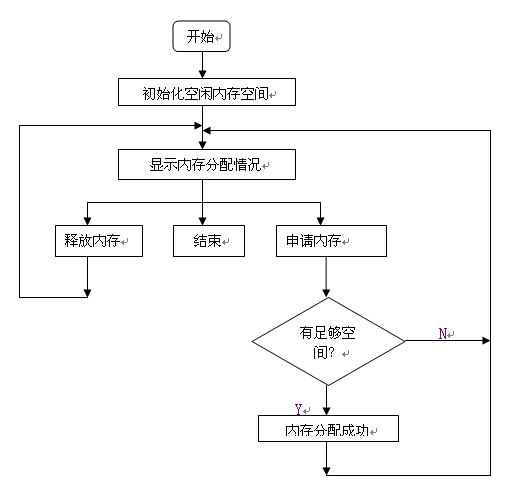 开始↵
初始化空闲内存空间↵
显示内存分配情况↵
释放内存↵
结束↵
申请内存↵
有足够空
间？↵
N↵
Y↵
内存分配成功↵